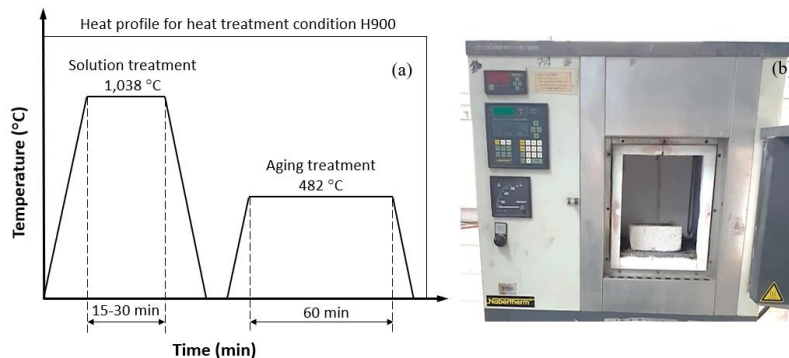 Heat profile for heat treatment condition H900
(a)
Solution treatment
1,038 °C
Aging treatment
482 °C
Temperature (°C)
15-30 min
60 min
Time (min)
(b)
Nabertherm